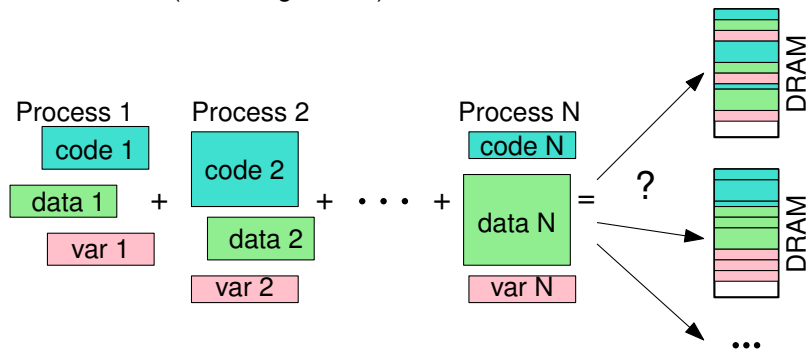 DRAM
Process 1
Process 2
Process N
code 1
code 2
code N
data 1
+
+
• • •
+
data N
=
?
data 2
var 1
var 2
var N
DRAM
•••